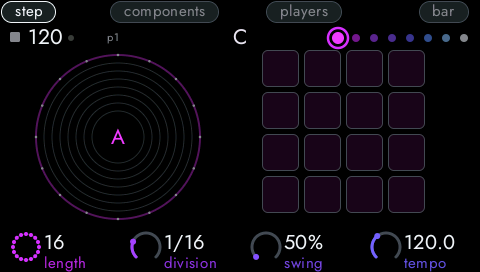 step components players bar
120 p1 C
A
16 1/16 50% 120.0
length division swing tempo